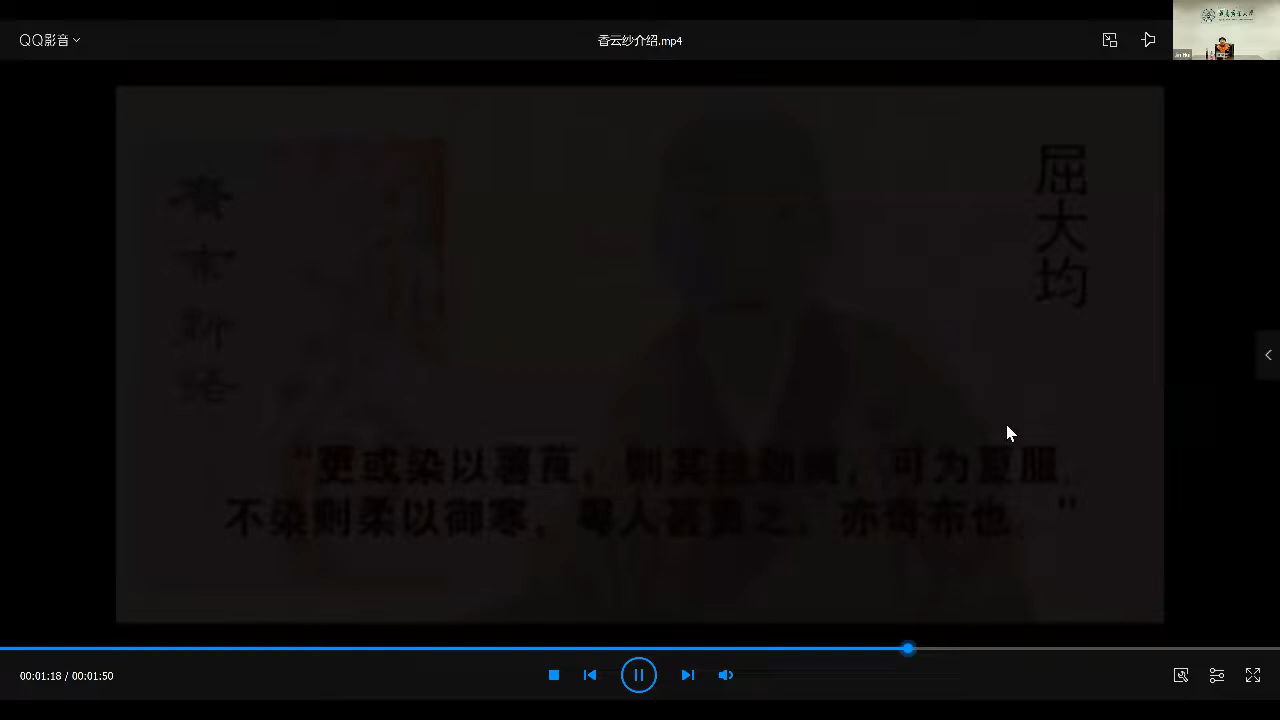 QQ影音
香云纱介绍.mp4
屈大均
“更或染以薯莨,则其丝劲爽,可为夏服,
不染则柔以御寒,粤人甚贵之,亦奇布也。”
00:01:18 / 00:01:50